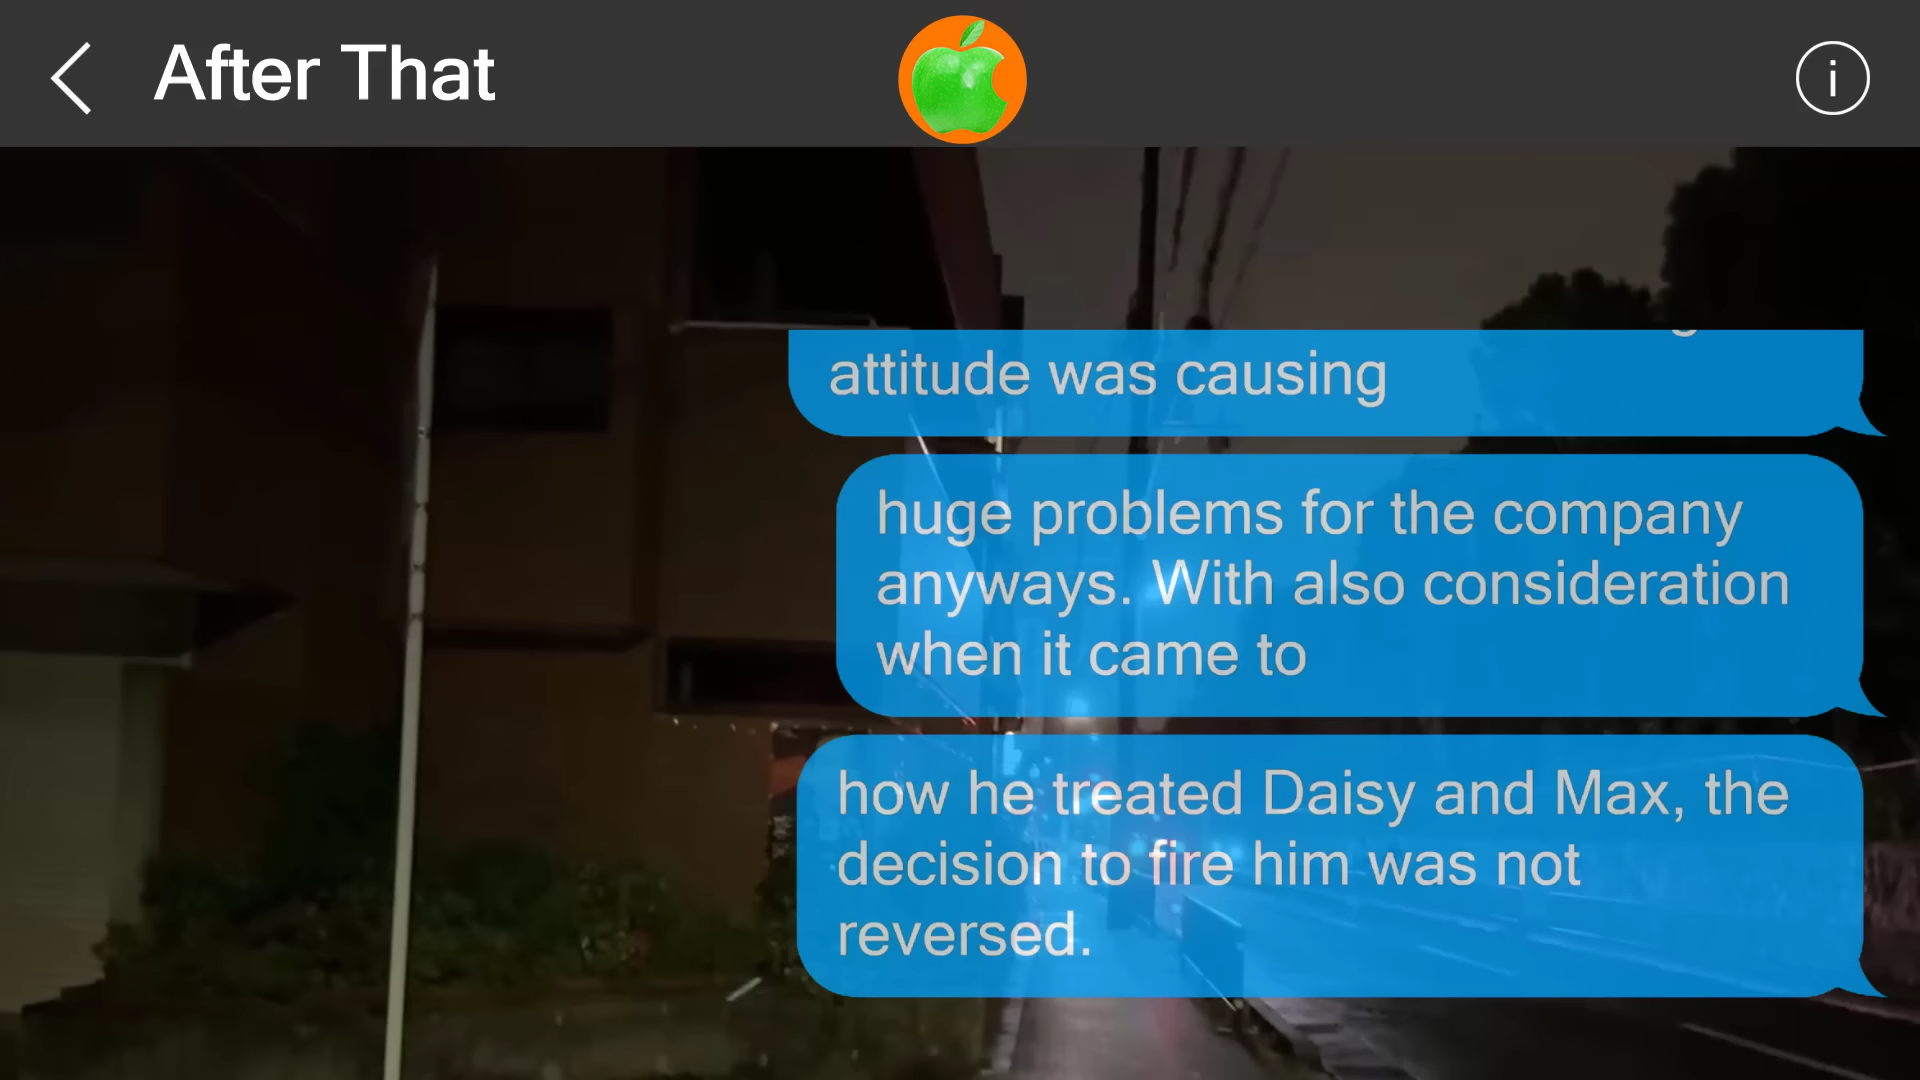 After That
attitude was causing
huge problems for the company
anyways. With also consideration
when it came to
how he treated Daisy and Max, the
decision to fire him was not
reversed.